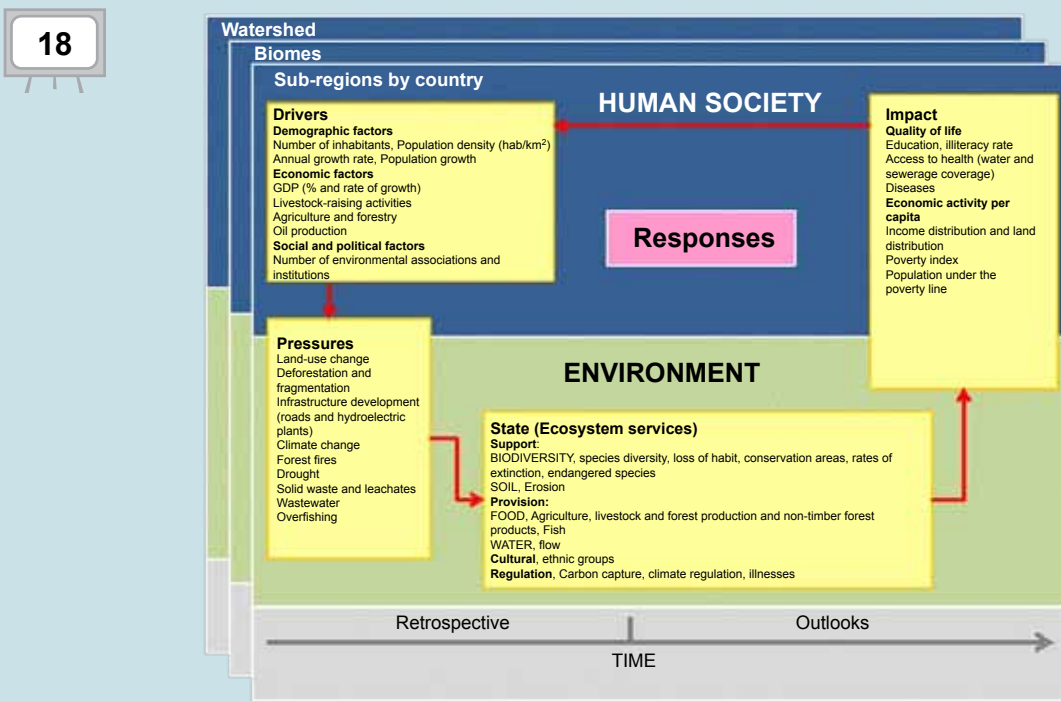 18
Watershed
Biomes
Sub-regions by country
HUMAN SOCIETY
Drivers
Demographic factors
Number of inhabitants, Population density (hab/km²)
Annual growth rate, Population growth
Economic factors
GDP (% and rate of growth)
Livestock-raising activities
Agriculture and forestry
Oil production
Social and political factors
Number of environmental associations and
institutions
Responses
Impact
Quality of life
Education, illiteracy rate
Access to health (water and
sewerage coverage)
Diseases
Economic activity per
capita
Income distribution and land
distribution
Poverty index
Population under the
poverty line
Pressures
Land-use change
Deforestation and
fragmentation
Infrastructure development
(roads and hydroelectric
plants)
Climate change
Forest fires
Drought
Solid waste and leachates
Wastewater
Overfishing
ENVIRONMENT
State (Ecosystem services)
Support:
BIODIVERSITY, species diversity, loss of habit, conservation areas, rates of
extinction, endangered species
SOIL, Erosion
Provision:
FOOD, Agriculture, livestock and forest production and non-timber forest
products, Fish
WATER, flow
Cultural, ethnic groups
Regulation, Carbon capture, climate regulation, illnesses
Retrospective
Outlooks
TIME